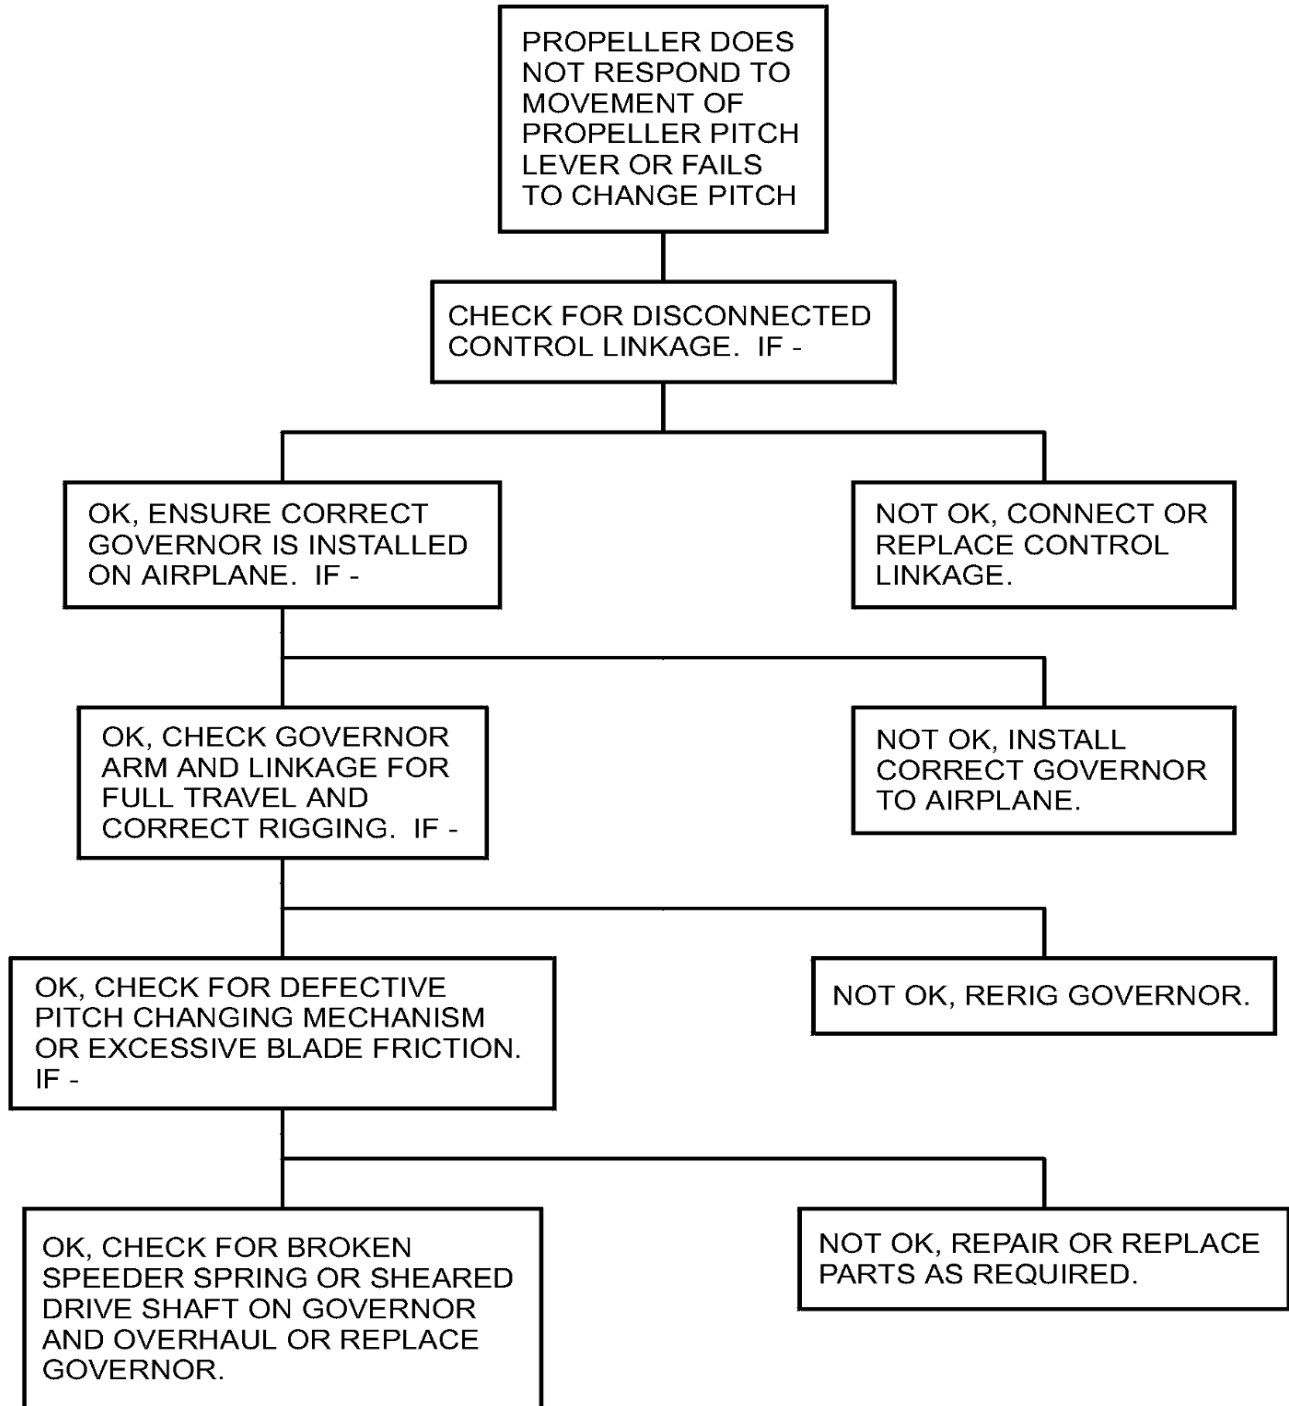 PROPELLER DOES
NOT RESPOND TO
MOVEMENT OF
PROPELLER PITCH
LEVER OR FAILS
TO CHANGE PITCH
CHECK FOR DISCONNECTED
CONTROL LINKAGE.  IF -
OK, ENSURE CORRECT
GOVERNOR IS INSTALLED
ON AIRPLANE.  IF -
NOT OK, CONNECT OR
REPLACE CONTROL
LINKAGE.
OK, CHECK GOVERNOR
ARM AND LINKAGE FOR
FULL TRAVEL AND
CORRECT RIGGING.  IF -
NOT OK, INSTALL
CORRECT GOVERNOR
TO AIRPLANE.
OK, CHECK FOR DEFECTIVE
PITCH CHANGING MECHANISM
OR EXCESSIVE BLADE FRICTION.
IF -
NOT OK, RERIG GOVERNOR.
OK, CHECK FOR BROKEN
SPEEDER SPRING OR SHEARED
DRIVE SHAFT ON GOVERNOR
AND OVERHAUL OR REPLACE
GOVERNOR.
NOT OK, REPAIR OR REPLACE
PARTS AS REQUIRED.